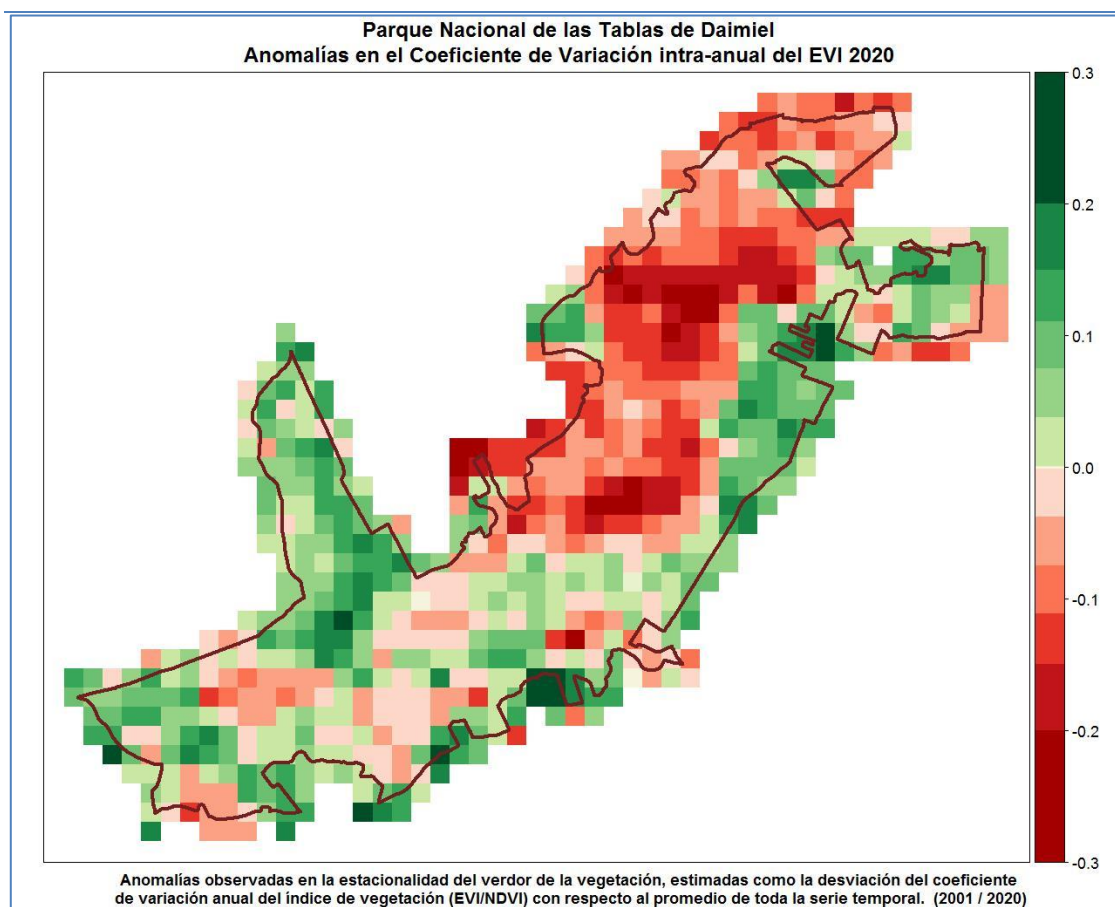 Parque Nacional de las Tablas de Daimiel
Anomalías en el Coeficiente de Variación intra-anual del EVI 2020
0.3
0.2
0.1
0.0
-0.1
-0.2
-0.3
Anomalías observadas en la estacionalidad del verdor de la vegetación, estimadas como la desviación del coeficiente
de variación anual del índice de vegetación (EVI/NDVI) con respecto al promedio de toda la serie temporal. (2001 / 2020)